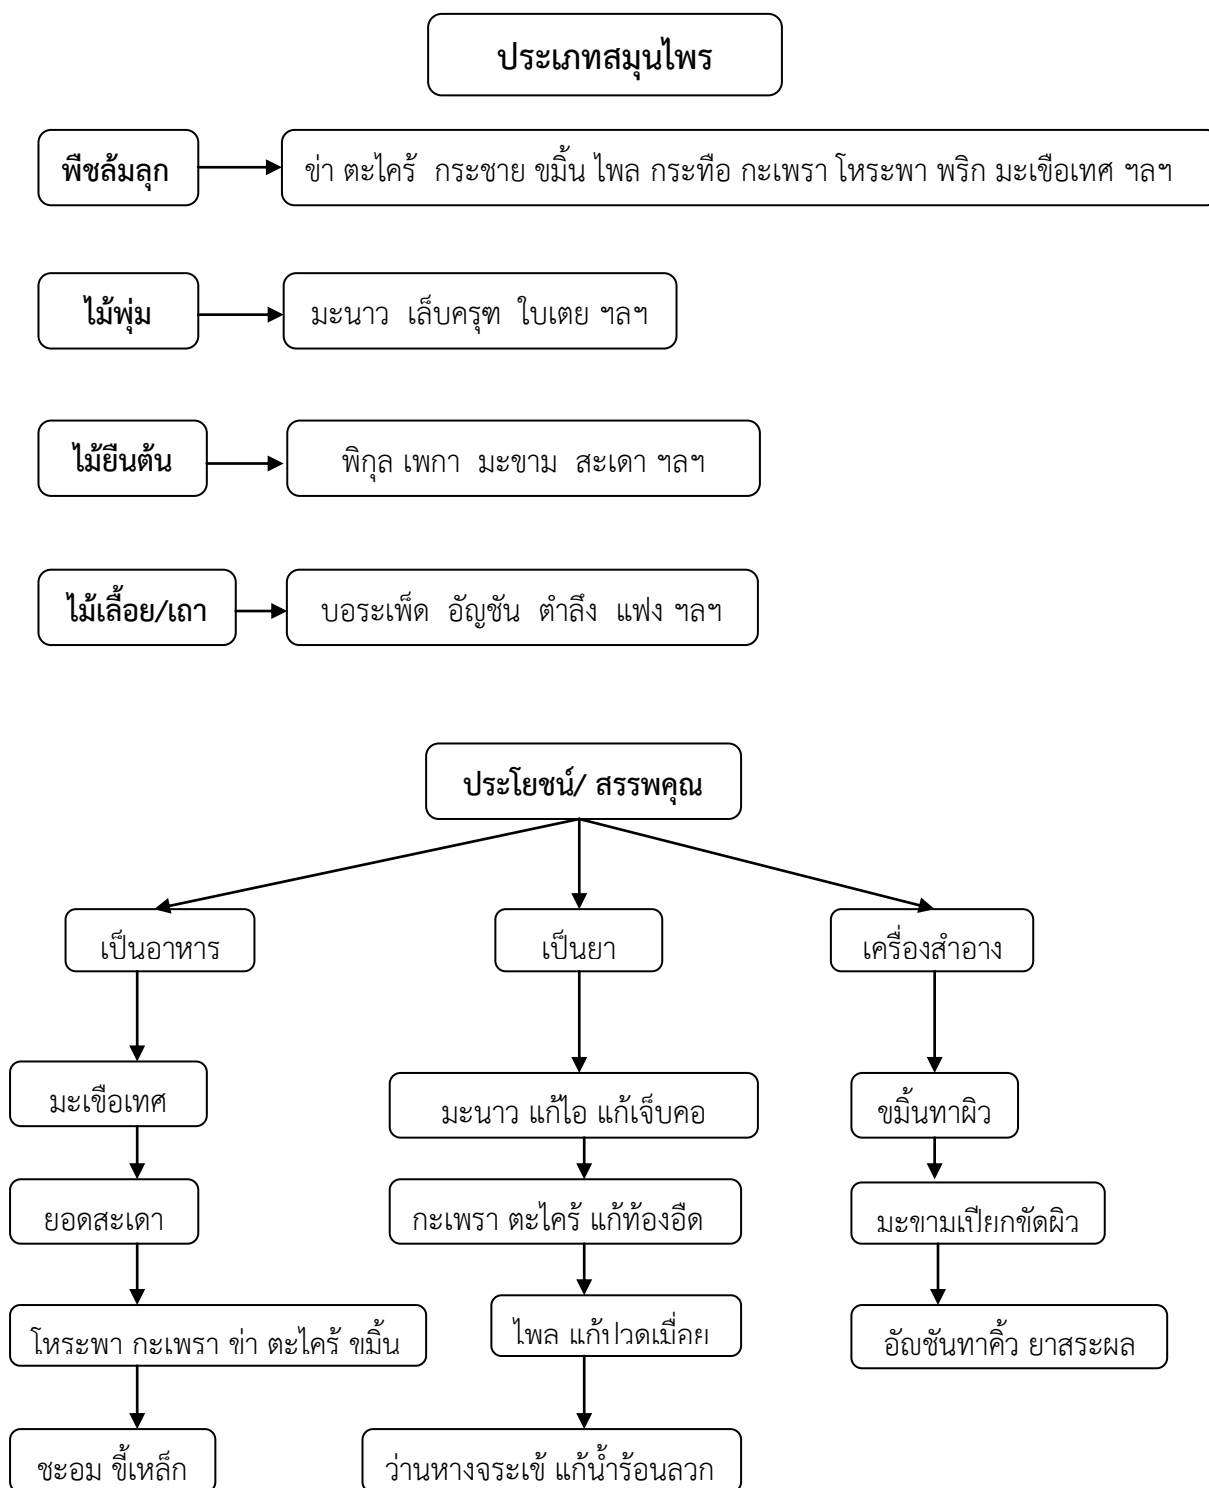 ประเภทสมุนไพร
พืชล้มลุก
ข่า ตะไคร้ กระชาย ขมิ้น ไพล กระทือ กะเพรา โหระพา พริก มะเขือเทศ ฯลฯ
ไม้พุ่ม
มะนาว เล็บครุฑ ใบเตย ฯลฯ
ไม้ยืนต้น
พิกุล เพกา มะขาม สะเดา ฯลฯ
ไม้เลื้อย/เถา
บอระเพ็ด อัญชัน ตำลึง แฟง ฯลฯ
ประโยชน์/ สรรพคุณ
เป็นอาหาร
เป็นยา
เครื่องสำอาง
มะเขือเทศ
มะนาว แก้ไอ แก้เจ็บคอ
ขมิ้นทาผิว
ยอดสะเดา
กะเพรา ตะไคร้ แก้ท้องอืด
มะขามเปียกขัดผิว
โหระพา กะเพรา ข่า ตะไคร้ ขมิ้น
ไพล แก้ปวดเมื่อย
อัญชันทาคิ้ว ยาสระผล
ชะอม ขี้เหล็ก
ว่านหางจระเข้ แก้น้ำร้อนลวก